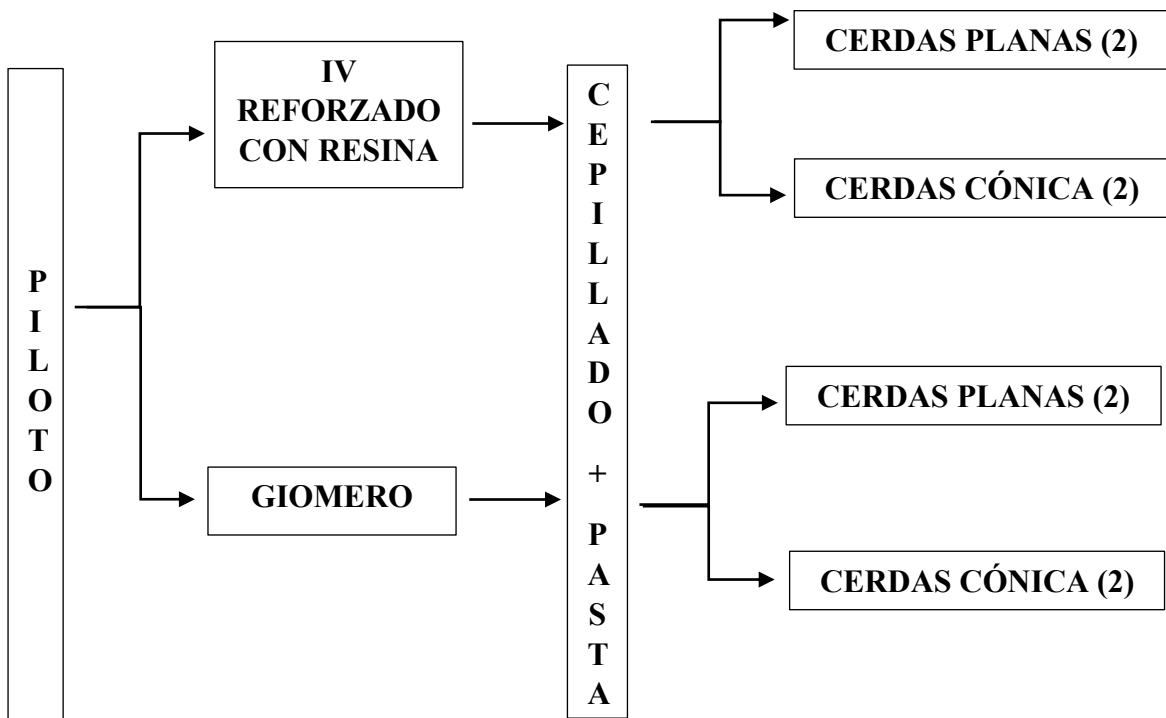 PILOTO
IV
REFORZADO
CON RESINA
GIOMERO
CEPILLADO + PASTA
CERDAS PLANAS (2)
CERDAS CÓNICA (2)
CERDAS PLANAS (2)
CERDAS CÓNICA (2)